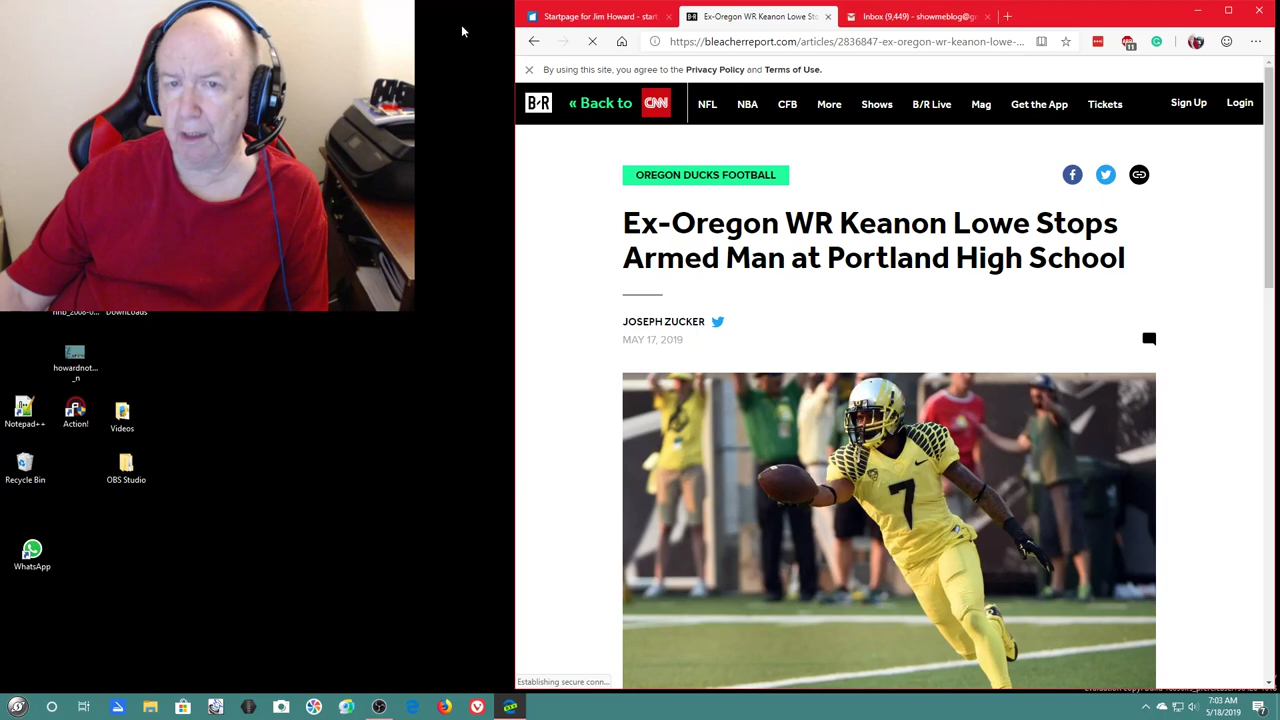 Startpage for Jim Howard - start
Ex-Oregon WR Keanon Lowe Sto
Inbox (9,449) - showmeblog@g
https://bleacherreport.com/articles/2836847-ex-oregon-wr-keanon-lowe-...
11
By using this site, you agree to the Privacy Policy and Terms of Use.
B/R
« Back to CNN
NFL NBA CFB More Shows B/R Live Mag Get the App Tickets Sign Up Login
OREGON DUCKS FOOTBALL
Ex-Oregon WR Keanon Lowe Stops
Armed Man at Portland High School
JOSEPH ZUCKER
MAY 17, 2019
7
DownLoads
howardnot...
_n
Notepad++ Action! Videos
Recycle Bin OBS Studio
WhatsApp
Establishing secure conn...
7:03 AM
5/18/2019
7